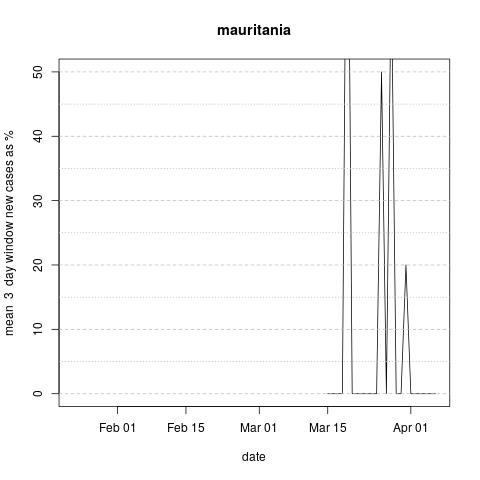 mauritania
mean  3  day window new cases as %
50
40
30
20
10
0
Feb 01
Feb 15
Mar 01
Mar 15
Apr 01
date